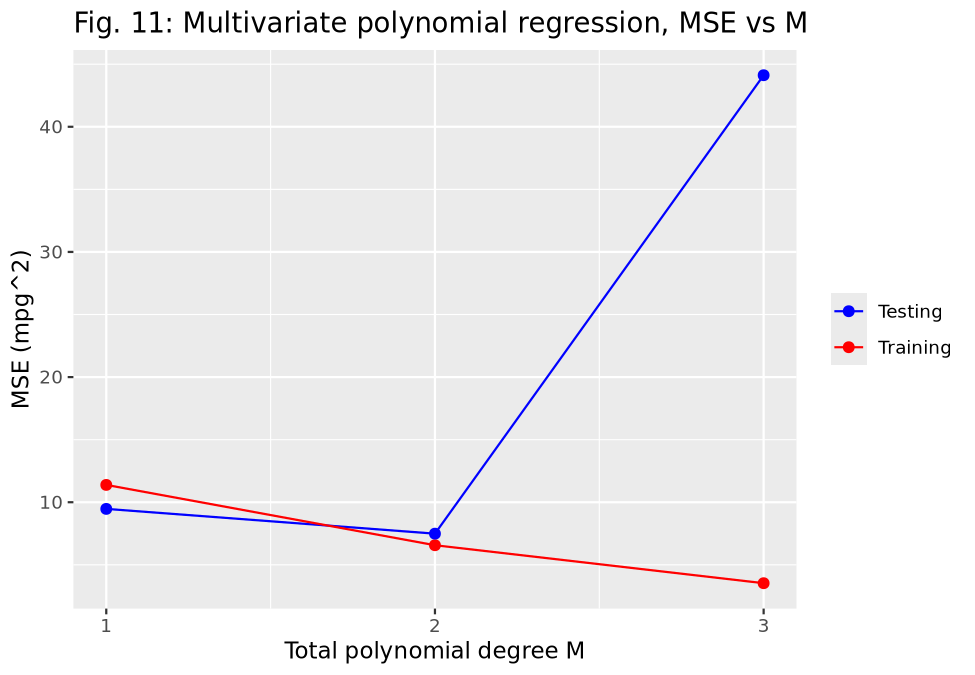 Fig. 11: Multivariate polynomial regression, MSE vs M
MSE (mpg^2)
40
30
20
10
1
2
3
Total polynomial degree M
Testing
Training